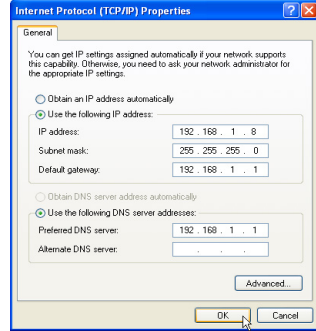 Internet Protocol (TCP/IP) Properties
General
You can get IP settings assigned automatically if your network supports
this capability. Otherwise, you need to ask your network administrator for
the appropriate IP settings.
Obtain an IP address automatically
Use the following IP address:
IP address: 192 . 168 . 1 . 8
Subnet mask: 255 . 255 . 255 . 0
Default gateway: 192 . 168 . 1 . 1
Obtain DNS server address automatically
Use the following DNS server addresses:
Preferred DNS server: 192 . 168 . 1 . 1
Alternate DNS server: . . .
Advanced...
OK Cancel